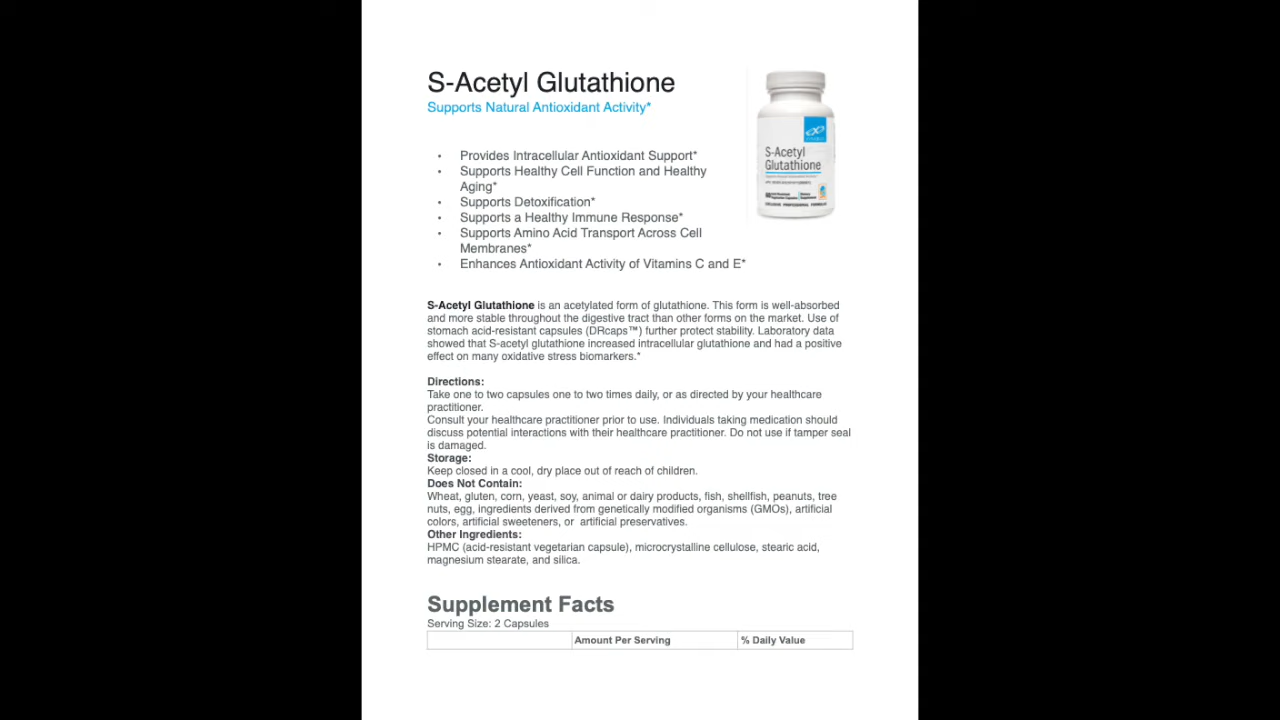 S-Acetyl Glutathione
Supports Natural Antioxidant Activity*
• Provides Intracellular Antioxidant Support*
• Supports Healthy Cell Function and Healthy
Aging*
• Supports Detoxification*
• Supports a Healthy Immune Response*
• Supports Amino Acid Transport Across Cell
Membranes*
• Enhances Antioxidant Activity of Vitamins C and E*
S-Acetyl
Glutathione
S-Acetyl Glutathione is an acetylated form of glutathione. This form is well-absorbed
and more stable throughout the digestive tract than other forms on the market. Use of
stomach acid-resistant capsules (DRcaps™) further protect stability. Laboratory data
showed that S-acetyl glutathione increased intracellular glutathione and had a positive
effect on many oxidative stress biomarkers.*
Directions:
Take one to two capsules one to two times daily, or as directed by your healthcare
practitioner.
Consult your healthcare practitioner prior to use. Individuals taking medication should
discuss potential interactions with their healthcare practitioner. Do not use if tamper seal
is damaged.
Storage:
Keep closed in a cool, dry place out of reach of children.
Does Not Contain:
Wheat, gluten, corn, yeast, soy, animal or dairy products, fish, shellfish, peanuts, tree
nuts, egg, ingredients derived from genetically modified organisms (GMOs), artificial
colors, artificial sweeteners, or artificial preservatives.
Other Ingredients:
HPMC (acid-resistant vegetarian capsule), microcrystalline cellulose, stearic acid,
magnesium stearate, and silica.
Supplement Facts
Serving Size: 2 Capsules
Amount Per Serving % Daily Value